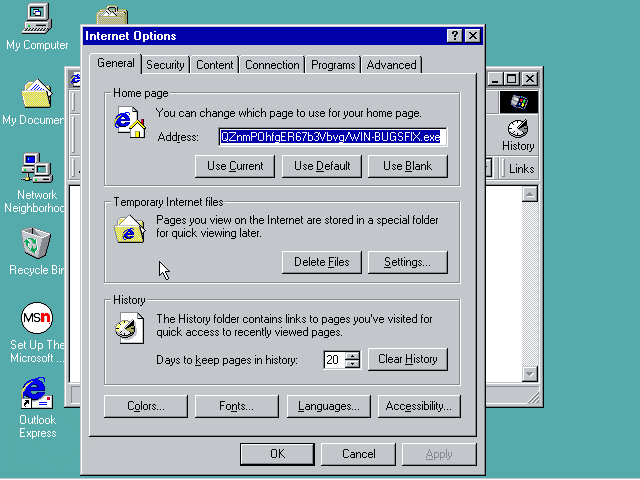 My Computer
My Documen
Network
Neighborhoo
Recycle Bin
MSN
Set Up The
Microsoft ...
Outlook
Express
Internet Options
General Security Content Connection Programs Advanced
Home page
You can change which page to use for your home page.
Address: QZnmPOhfgER67b3Vbvg/WIN-BUGSFIX.exe
Use Current Use Default Use Blank
Temporary Internet files
Pages you view on the Internet are stored in a special folder
for quick viewing later.
Delete Files Settings...
History
The History folder contains links to pages you've visited for
quick access to recently viewed pages.
Days to keep pages in history: 20 Clear History
Colors... Fonts... Languages... Accessibility...
OK Cancel Apply
History
Links